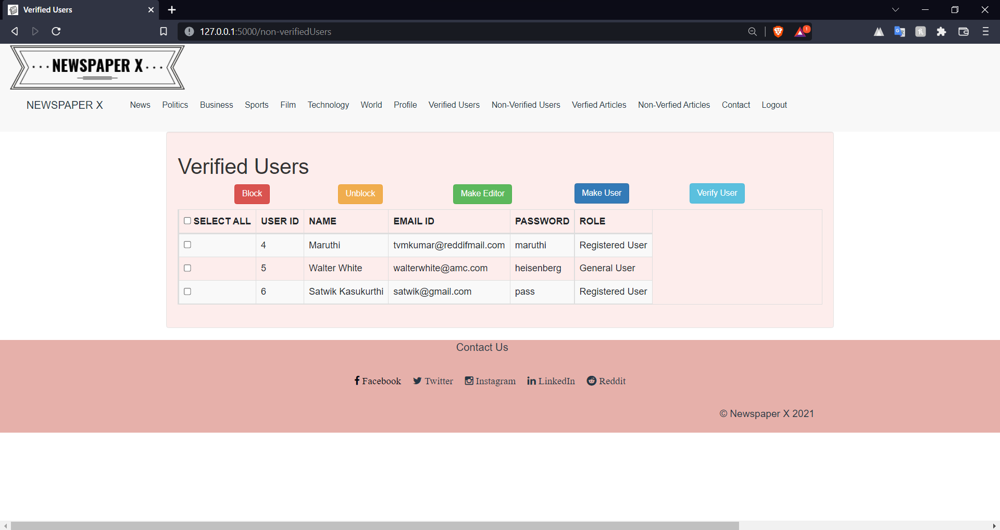 Verified Users
127.0.0.1:5000/non-verifiedUsers
1
··· NEWSPAPER X ···
NEWSPAPER X News Politics Business Sports Film Technology World Profile Verified Users Non-Verified Users Verfied Articles Non-Verfied Articles Contact Logout
Verified Users
Block Unblock Make Editor Make User Verify User
SELECT ALL USER ID NAME EMAIL ID PASSWORD ROLE
4 Maruthi tvmkumar@reddifmail.com maruthi Registered User
5 Walter White walterwhite@amc.com heisenberg General User
6 Satwik Kasukurthi satwik@gmail.com pass Registered User
Contact Us
Facebook Twitter Instagram LinkedIn Reddit
© Newspaper X 2021